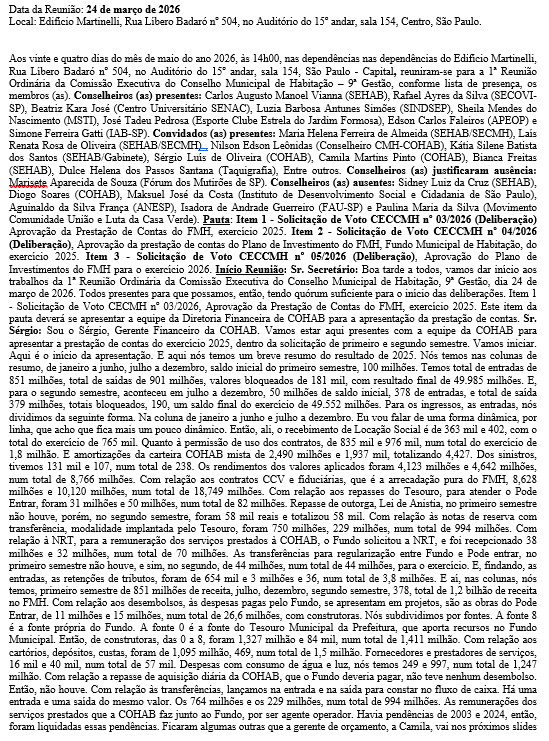 Data da Reunião: 24 de março de 2026
Local: Edifício Martinelli, Rua Líbero Badaró nº 504, no Auditório do 15º andar, sala 154, Centro, São Paulo.
Aos vinte e quatro dias do mês de maio do ano 2026, às 14h00, nas dependências nas dependências do Edifício Martinelli,
Rua Líbero Badaró nº 504, no Auditório do 15º andar, sala 154, São Paulo - Capital, reuniram-se para a 1ª Reunião
Ordinária da Comissão Executiva do Conselho Municipal de Habitação – 9ª Gestão, conforme lista de presença, os
membros (as). Conselheiros (as) presentes: Carlos Augusto Manoel Viana (SEHAB), Rafael Ayres da Silva (SECOVI-
SP), Beatriz Kara José (Centro Universitário SENAC), Luzia Barbosa Antunes Simões (SINDSEP), Sheila Mendes do
Nascimento (MSTI), José Tadeu Pedrosa (Esporte Clube Estrela do Jardim Formosa), Edson Carlos Faleiros (APEOP) e
Simone Ferreira Gatti (IAB-SP). Convidados (as) presentes: Maria Helena Ferreira de Almeida (SEHAB/SECMH), Lais
Renata Rosa de Oliveira (SEHAB/SECMH), Nilson Edson Leônidas (Conselheiro CMH-COHAB), Kátia Silene Batista
dos Santos (SEHAB/Gabinete), Sérgio Luís de Oliveira (COHAB), Camila Martins Pinto (COHAB), Bianca Freitas
(SEHAB), Dulce Helena dos Passos Santana (Taquigrafia), Entre outros. Conselheiros (as) justificaram ausência:
Marisete Aparecida de Souza (Fórum dos Mutirões de SP). Conselheiros (as) ausentes: Sidney Luiz da Cruz (SEHAB),
Diogo Soares (COHAB), Maksuel José da Costa (Instituto de Desenvolvimento Social e Cidadania de São Paulo),
Aguinaldo da Silva França (ANESP), Isadora de Andrade Guerreiro (FAU-SP) e Paulina Maria da Silva (Movimento
Comunidade União e Luta da Casa Verde). Pauta: Item 1 - Solicitação de Voto CECCMH nº 03/2026 (Deliberação)
Aprovação da Prestação de Contas do FMH, exercício 2025. Item 2 - Solicitação de Voto CECCMH nº 04/2026
(Deliberação), Aprovação da prestação de contas do Plano de Investimento do FMH, Fundo Municipal de Habitação, do
exercício 2025. Item 3 - Solicitação de Voto CECCMH nº 05/2026 (Deliberação), Aprovação do Plano de
Investimentos do FMH para o exercício 2026. Início Reunião: Sr. Secretário: Boa tarde a todos, vamos dar início aos
trabalhos da 1ª Reunião Ordinária da Comissão Executiva do Conselho Municipal de Habitação, 9ª Gestão, dia 24 de
março de 2026. Todos presentes para que possamos, então, tendo quórum suficiente para o início das deliberações. Item
1 - Solicitação de Voto CECMH nº 03/2026, Aprovação da Prestação de Contas do FMH, exercício 2025. Este item da
pauta deverá se apresentar a equipe da Diretoria Financeira de COHAB para a apresentação da prestação de contas. Sr.
Sérgio: Sou o Sérgio, Gerente Financeiro da COHAB. Vamos estar aqui presentes com a equipe da COHAB para
apresentar a prestação de contas do exercício 2025, dentro da solicitação de primeiro e segundo semestre. Vamos iniciar.
Aqui é o início da apresentação. E aqui nós temos um breve resumo do resultado de 2025. Nós temos nas colunas de
resumo, de janeiro a junho, julho a dezembro, saldo inicial do primeiro semestre, 100 milhões. Temos total de entradas de
851 milhões, total de saídas de 901 milhões, valores bloqueados de 181 mil, com resultado final de 49.985 milhões. E,
para o segundo semestre, aconteceu em julho a dezembro, 50 milhões de saldo inicial, 378 de entradas, e total de saída
379 milhões, totais bloqueados, 190, um saldo final do exercício de 49.552 milhões. Para os ingressos, as entradas, nós
dividimos da seguinte forma. Na coluna de janeiro a junho e julho a dezembro. Eu vou falar de uma forma dinâmica, por
linha, que acho que fica mais um pouco dinâmico. Então, ali, o recebimento de Locação Social é de 363 mil e 402, com o
total do exercício de 765 mil. Quanto à permissão de uso dos contratos, de 835 mil e 976 mil, num total do exercício de
1,8 milhão. E amortizações da carteira COHAB mista de 2,490 milhões e 1,937 mil, totalizando 4,427. Dos sinistros,
tivemos 131 mil e 107, num total de 238. Os rendimentos dos valores aplicados foram 4,123 milhões e 4,642 milhões,
num total de 8,766 milhões. Com relação aos contratos CCV e fiduciárias, que é a arrecadação pura do FMH, 8,628
milhões e 10,120 milhões, num total de 18,749 milhões. Com relação aos repasses do Tesouro, para atender o Pode
Entrar, foram 31 milhões e 50 milhões, num total de 82 milhões. Repasse de outorga, Lei de Anistia, no primeiro semestre
não houve, porém, no segundo semestre, foram 58 mil reais e totalizou 58 mil. Com relação às notas de reserva com
transferência, modalidade implantada pelo Tesouro, foram 750 milhões, 229 milhões, num total de 994 milhões. Com
relação à NRT, para a remuneração dos serviços prestados à COHAB, o Fundo solicitou a NRT, e foi recepcionado 38
milhões e 32 milhões, num total de 70 milhões. As transferências para regularização entre Fundo e Pode entrar, no
primeiro semestre não houve, e sim, no segundo, de 44 milhões, num total de 44 milhões, para o exercício. E, findando, as
entradas, as retenções de tributos, foram de 654 mil e 3 milhões e 36, num total de 3,8 milhões. E aí, nas colunas, nós
temos, primeiro semestre de 851 milhões de receita, julho, dezembro, segundo semestre, 378, total de 1,2 bilhão de receita
no FMH. Com relação aos desembolsos, às despesas pagas pelo Fundo, se apresentam em projetos, são as obras do Pode
Entrar, de 11 milhões e 15 milhões, num total de 26,6 milhões, com construtoras. Nós subdividimos por fontes. A fonte 8
é a fonte própria do Fundo. A fonte 0 é a fonte do Tesouro Municipal da Prefeitura, que aporta recursos no Fundo
Municipal. Então, de construtoras, das 0 a 8, foram 1,327 milhão e 84 mil, num total de 1,411 milhão. Com relação aos
cartórios, depósitos, custas, foram de 1,095 milhão, 469, num total de 1,5 milhão. Fornecedores e prestadores de serviços,
16 mil e 40 mil, num total de 57 mil. Despesas com consumo de água e luz, nós temos 249 e 997, num total de 1,247
milhão. Com relação a repasse de aquisição diária da COHAB, que o Fundo deveria pagar, não teve nenhum desembolso.
Então, não houve. Com relação às transferências, lançamos na entrada e na saída para constar no fluxo de caixa. Há uma
entrada e uma saída do mesmo valor. Os 764 milhões e os 229 milhões, num total de 994 milhões. As remunerações dos
serviços prestados que a COHAB faz junto ao Fundo, por ser agente operador. Havia pendências de 2003 e 2024, então,
foram liquidadas essas pendências. Ficaram algumas outras que a gerente de orçamento, a Camila, vai nos próximos slides